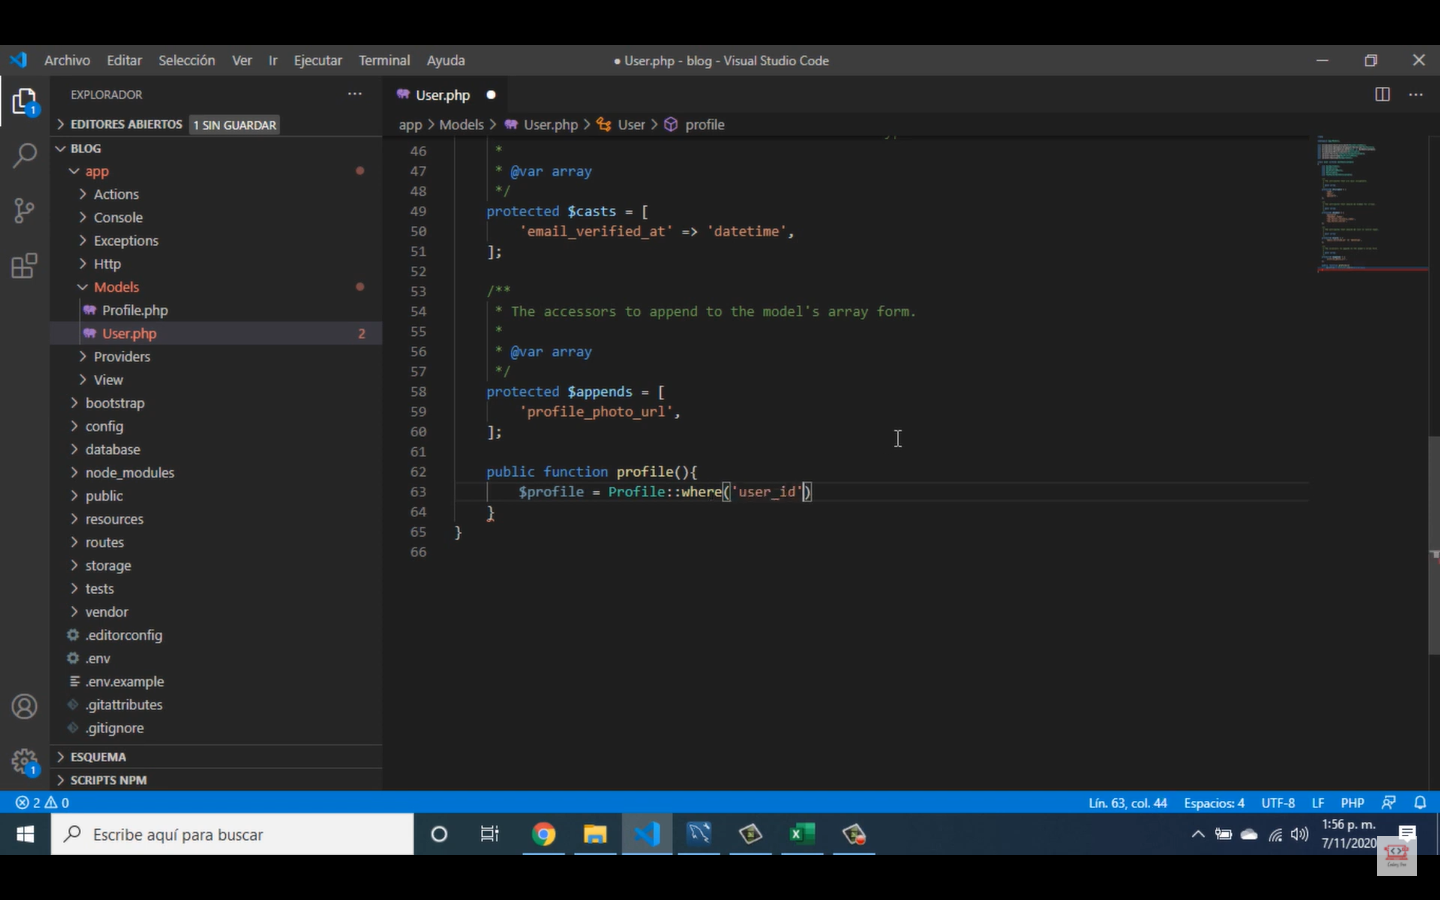 Archivo Editar Selección Ver Ir Ejecutar Terminal Ayuda
● User.php - blog - Visual Studio Code
EXPLORADOR
EDITORES ABIERTOS 1 SIN GUARDAR
BLOG
app
Actions
Console
Exceptions
Http
Models
Profile.php
User.php 2
Providers
View
bootstrap
config
database
node_modules
public
resources
routes
storage
tests
vendor
.editorconfig
.env
.env.example
.gitattributes
.gitignore
ESQUEMA
SCRIPTS NPM
1
1
User.php
app > Models > User.php > User > profile
46 *
47 * @var array
48 */
49 protected $casts = [
50 'email_verified_at' => 'datetime',
51 ];
52
53 /**
54 * The accessors to append to the model's array form.
55 *
56 * @var array
57 */
58 protected $appends = [
59 'profile_photo_url',
60 ];
61
62 public function profile(){
63 $profile = Profile::where('user_id')
64 }
65 }
66
2 0
Lín. 63, col. 44 Espacios: 4 UTF-8 LF PHP
Escribe aquí para buscar
1:56 p. m.
7/11/2020